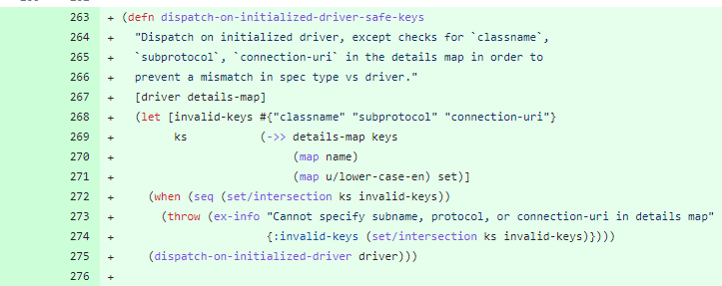 263 + (defn dispatch-on-initialized-driver-safe-keys
264 + "Dispatch on initialized driver, except checks for `classname`,
265 + `subprotocol`, `connection-uri` in the details map in order to
266 + prevent a mismatch in spec type vs driver."
267 + [driver details-map]
268 + (let [invalid-keys #{"classname" "subprotocol" "connection-uri"}
269 + ks (->> details-map keys
270 + (map name)
271 + (map u/lower-case-en) set)]
272 + (when (seq (set/intersection ks invalid-keys))
273 + (throw (ex-info "Cannot specify subname, protocol, or connection-uri in details map"
274 + {:invalid-keys (set/intersection ks invalid-keys)})))
275 + (dispatch-on-initialized-driver driver)))
276 +